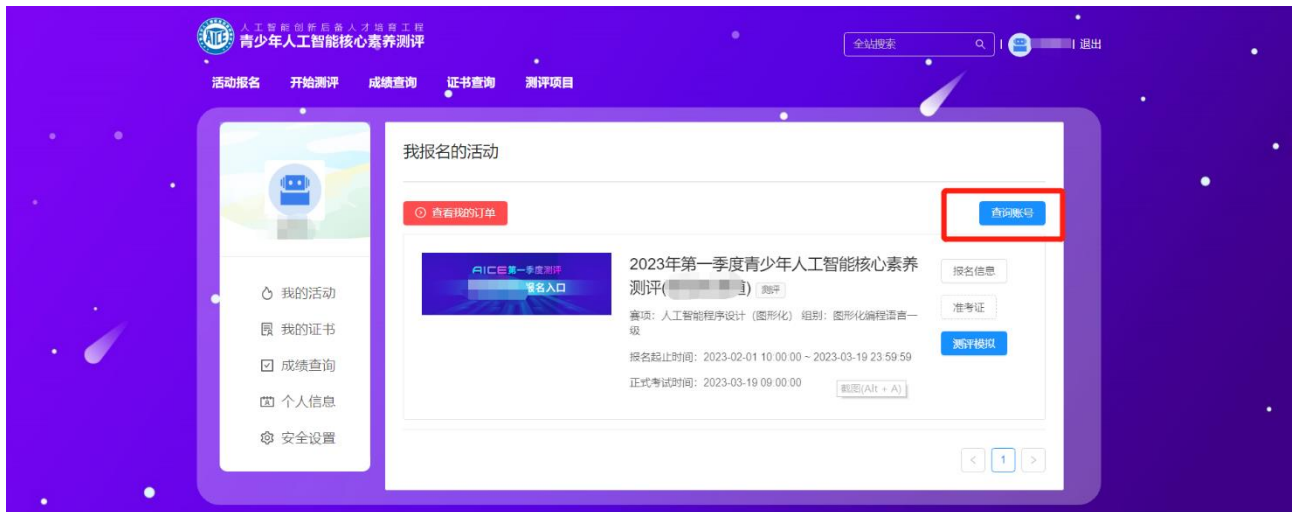 人工智能创新后备人才培育工程
青少年人工智能核心素养测评
全站搜索
退出
活动报名 开始测评 成绩查询 证书查询 测评项目
我的活动
我的证书
成绩查询
个人信息
安全设置
我报名的活动
查看我的订单
查询账号
AICE第一季度测评
报名入口
2023年第一季度青少年人工智能核心素养
测评( ) 测评
赛项：人工智能程序设计（图形化） 组别：图形化编程语言一
级
报名起止时间：2023-02-01 10:00:00 ~ 2023-03-19 23:59:59
正式考试时间：2023-03-19 09:00:00
截图(Alt + A)
报名信息
准考证
测评模拟
< 1 >